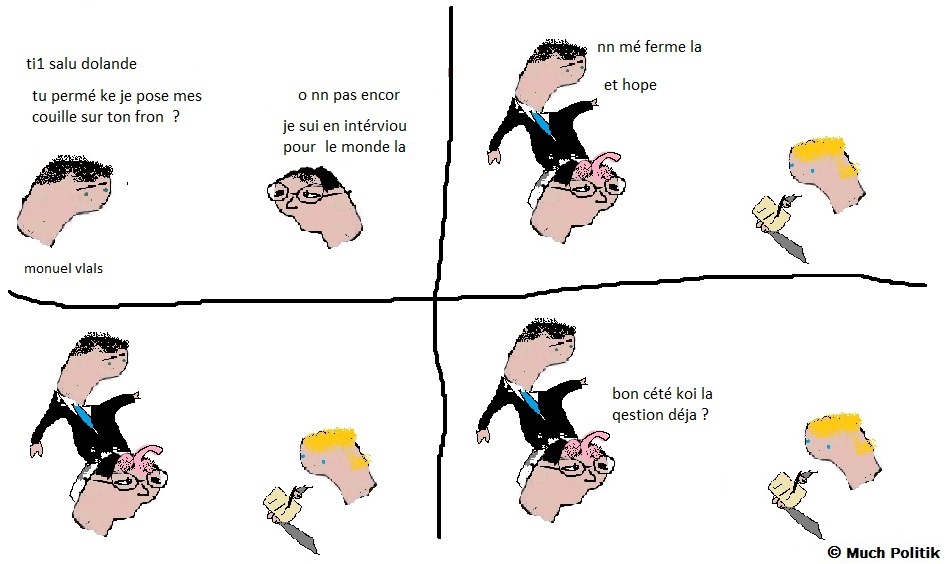 ti1 salu dolande
tu permé ke je pose mes
couille sur ton fron ?
o nn pas encor
je sui en intérviou
pour le monde la
monuel vlals
nn mé ferme la
et hope
bon cété koi la
qestion déja ?
© Much Politik